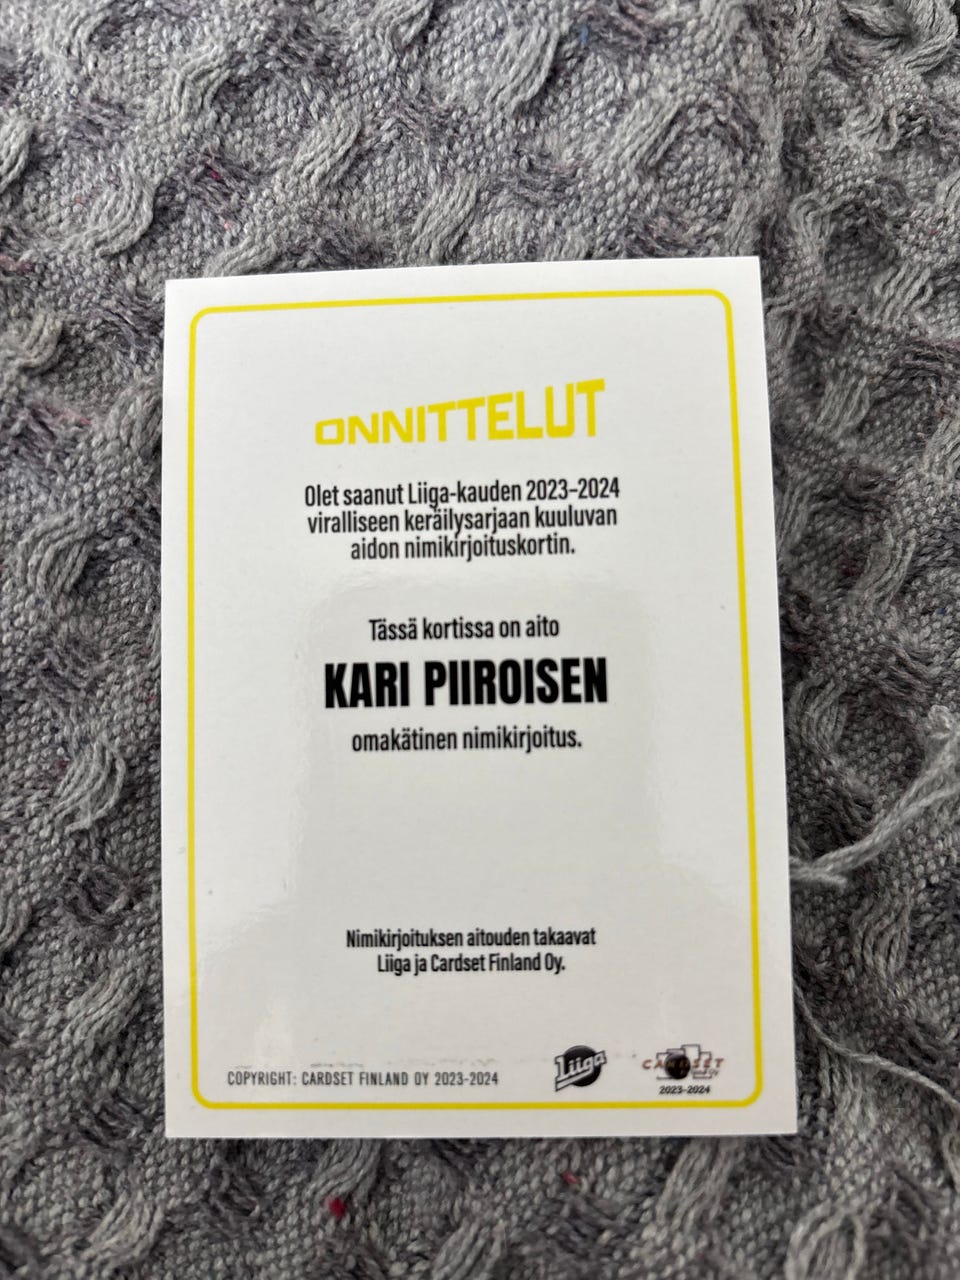 ONNITTELUT
Olet saanut Liiga-kauden 2023-2024
viralliseen keräilysarjaan kuuluvan
aidon nimikirjoituskortin.
Tässä kortissa on aito
KARI PIIROISEN
omakätinen nimikirjoitus.
Nimikirjoituksen aitouden takaavat
Liiga ja Cardset Finland Oy.
COPYRIGHT: CARDSET FINLAND OY 2023-2024
Liiga
CARDSET
2023-2024